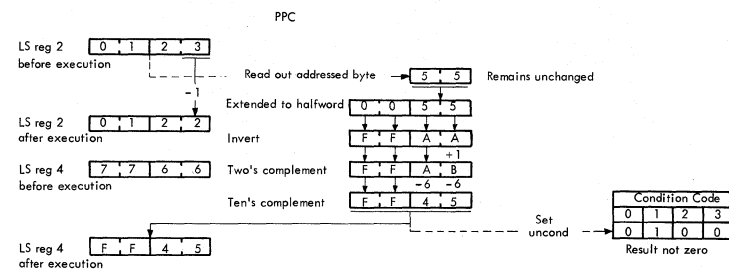 PPC
LS reg 2
before execution
0 1 2 3
Read out addressed byte
5 5
Remains unchanged
-1
Extended to halfword
0 0 5 5
LS reg 2
after execution
0 1 2 2
Invert
F F A A
+1
LS reg 4
before execution
7 7 6 6
Two's complement
F F A B
-6 -6
Ten's complement
F F 4 5
Set
uncond
Condition Code
0 1 2 3
0 1 0 0
Result not zero
LS reg 4
after execution
F F 4 5